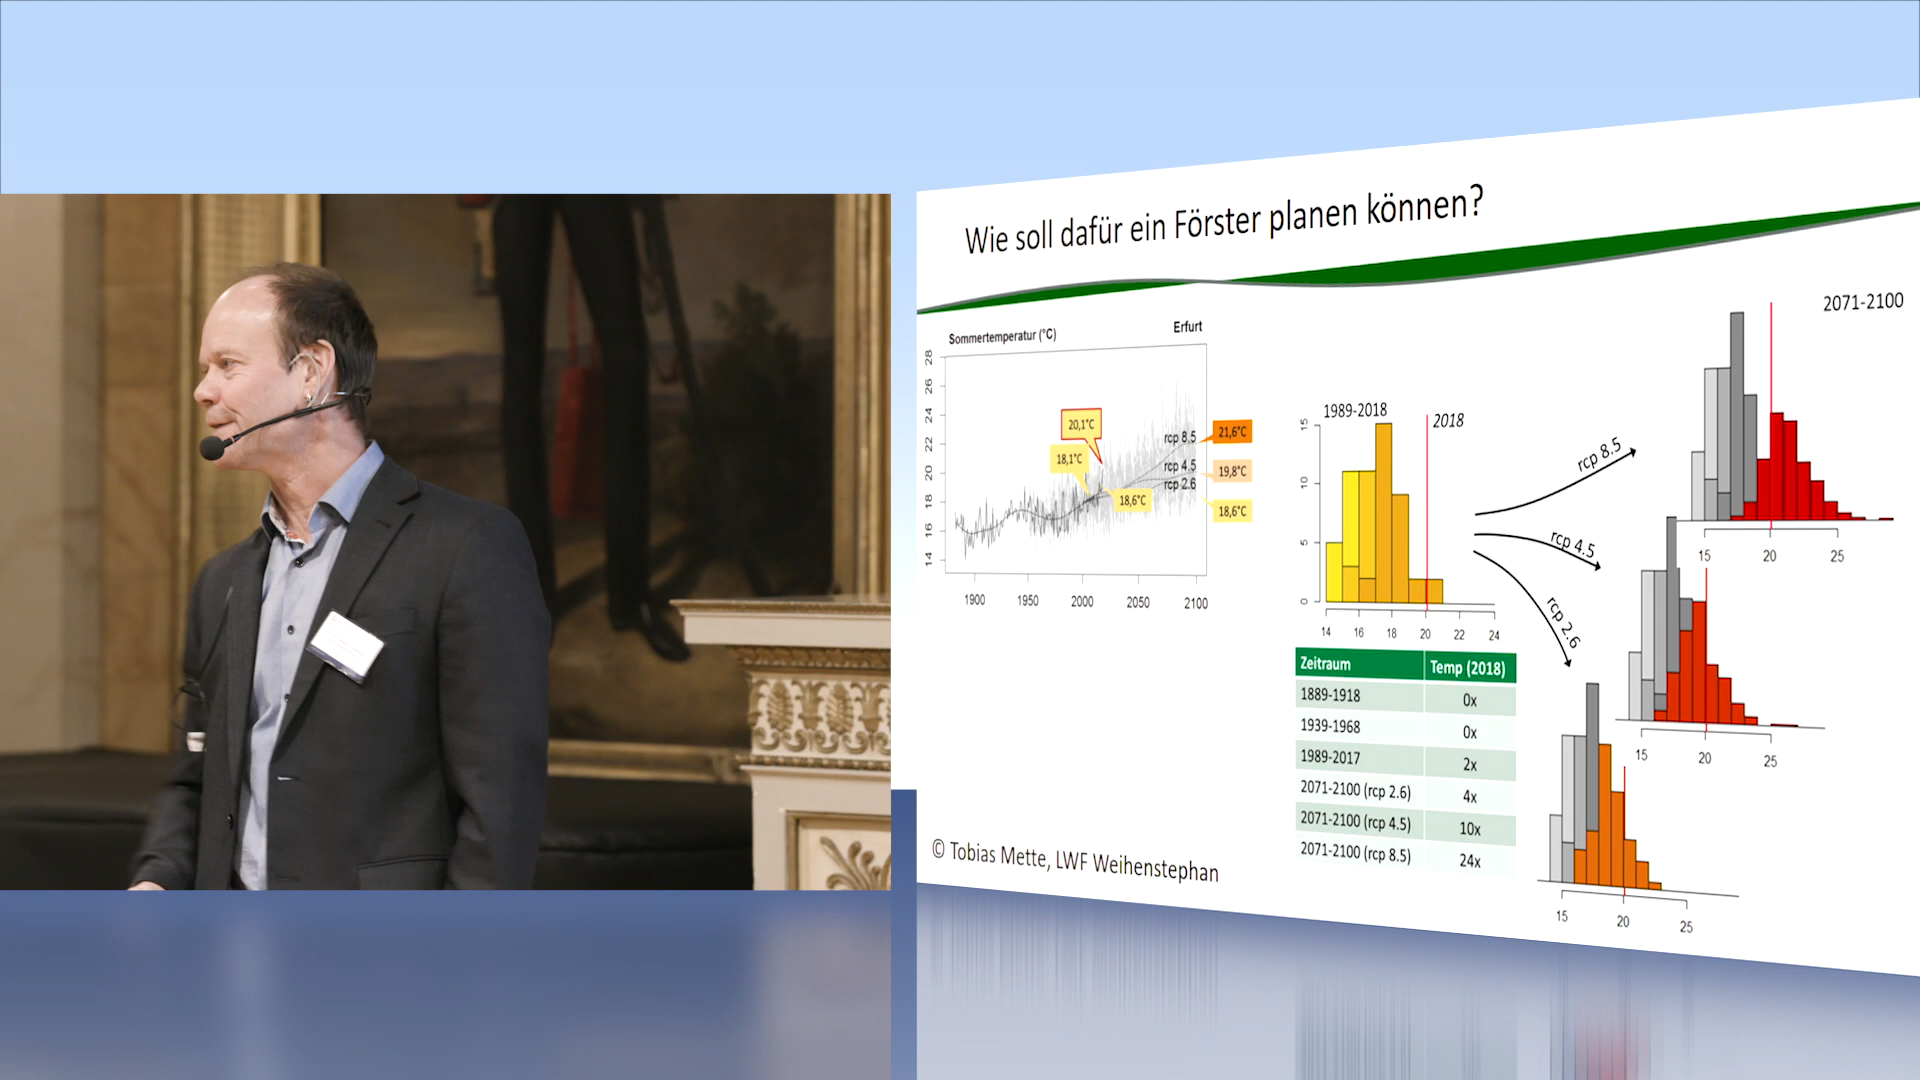 Wie soll dafür ein Förster planen können?
Sommertemperatur (°C)
Erfurt
28
26
24
22
20
18
16
14
1900
1950
2000
2050
2100
20,1°C
18,1°C
18,6°C
rcp 8.5
rcp 4.5
rcp 2.6
21,6°C
19,8°C
18,6°C
1989-2018
2018
15
10
5
0
14 16 18 20 22 24
rcp 8.5
rcp 4.5
rcp 2.6
2071-2100
15 20 25
15 20 25
15 20 25
Zeitraum Temp (2018)
1889-1918 0x
1939-1968 0x
1989-2017 2x
2071-2100 (rcp 2.6) 4x
2071-2100 (rcp 4.5) 10x
2071-2100 (rcp 8.5) 24x
© Tobias Mette, LWF Weihenstephan